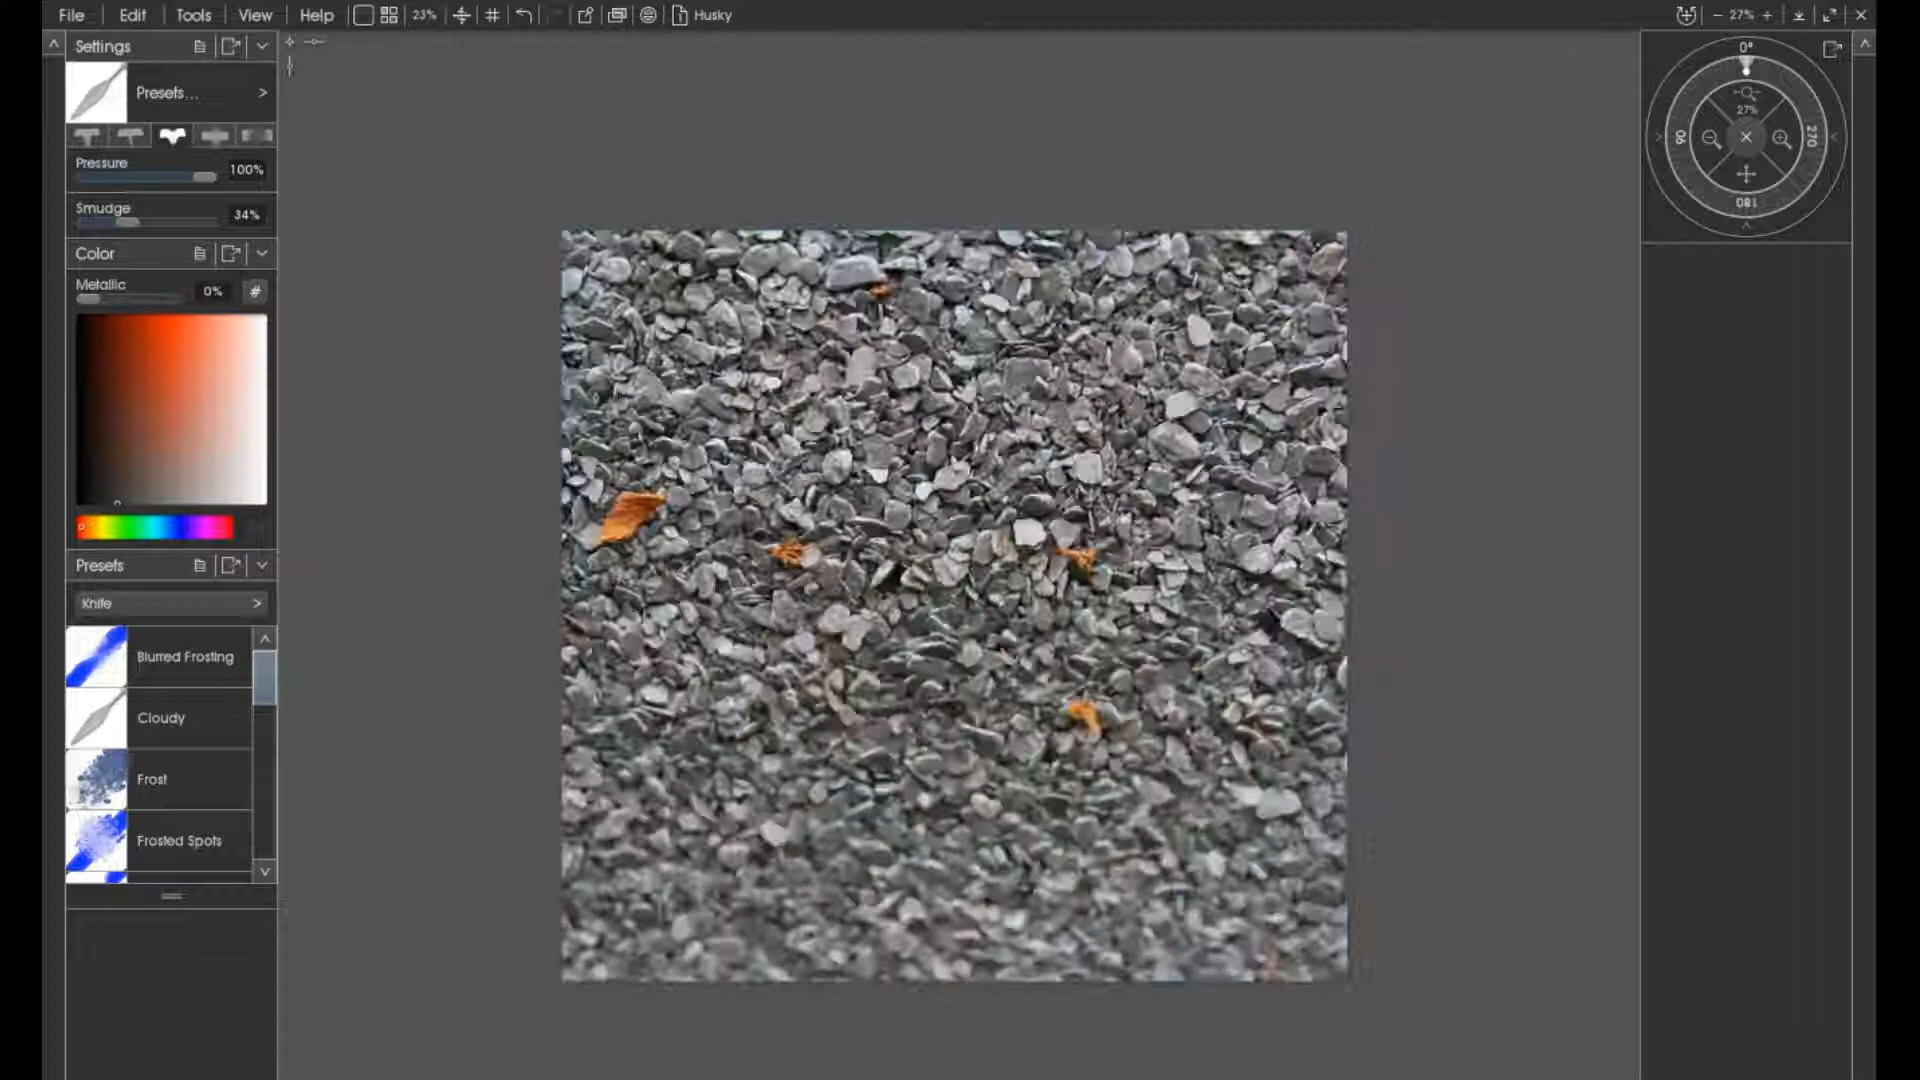 File Edit Tools View Help 23% Husky 27%
Settings
Presets...
Pressure 100%
Smudge 34%
Color
Metallic 0% #
Presets
Knife
Blurred Frosting
Cloudy
Frost
Frosted Spots
0°
27%
90 270
180